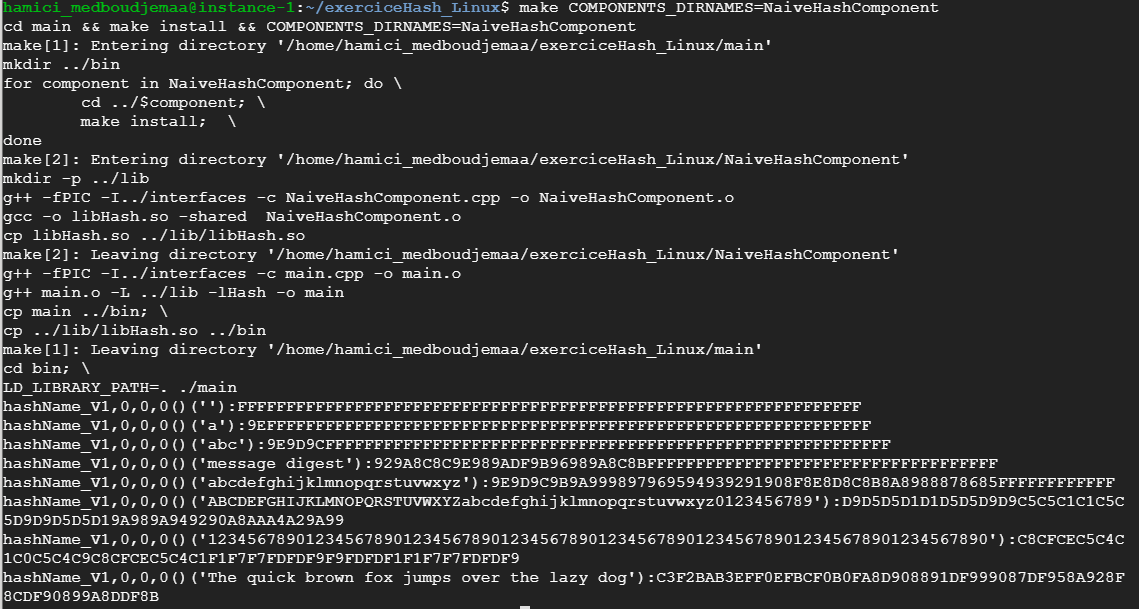 hamici_medboudjemaa@instance-1:~/exerciceHash_Linux$ make COMPONENTS_DIRNAMES=NaiveHashComponent
cd main && make install && COMPONENTS_DIRNAMES=NaiveHashComponent
make[1]: Entering directory '/home/hamici_medboudjemaa/exerciceHash_Linux/main'
mkdir ../bin
for component in NaiveHashComponent; do \
        cd ../$component; \
        make install;  \
done
make[2]: Entering directory '/home/hamici_medboudjemaa/exerciceHash_Linux/NaiveHashComponent'
mkdir -p ../lib
g++ -fPIC -I../interfaces -c NaiveHashComponent.cpp -o NaiveHashComponent.o
gcc -o libHash.so -shared  NaiveHashComponent.o
cp libHash.so ../lib/libHash.so
make[2]: Leaving directory '/home/hamici_medboudjemaa/exerciceHash_Linux/NaiveHashComponent'
g++ -fPIC -I../interfaces -c main.cpp -o main.o
g++ main.o -L ../lib -lHash -o main
cp main ../bin; \
cp ../lib/libHash.so ../bin
make[1]: Leaving directory '/home/hamici_medboudjemaa/exerciceHash_Linux/main'
cd bin; \
LD_LIBRARY_PATH=. ./main
hashName_V1,0,0,0()(''):FFFFFFFFFFFFFFFFFFFFFFFFFFFFFFFFFFFFFFFFFFFFFFFFFFFFFFFFFFFFFFFF
hashName_V1,0,0,0()('a'):9EFFFFFFFFFFFFFFFFFFFFFFFFFFFFFFFFFFFFFFFFFFFFFFFFFFFFFFFFFFFFFF
hashName_V1,0,0,0()('abc'):9E9D9CFFFFFFFFFFFFFFFFFFFFFFFFFFFFFFFFFFFFFFFFFFFFFFFFFFFFFFFFFF
hashName_V1,0,0,0()('message digest'):929A8C8C9E989ADF9B96989A8C8BFFFFFFFFFFFFFFFFFFFFFFFFFFFFFFFFFFFF
hashName_V1,0,0,0()('abcdefghijklmnopqrstuvwxyz'):9E9D9C9B9A999897969594939291908F8E8D8C8B8A8988878685FFFFFFFFFFFF
hashName_V1,0,0,0()('ABCDEFGHIJKLMNOPQRSTUVWXYZabcdefghijklmnopqrstuvwxyz0123456789'):D9D5D5D1D1D5D5D9D9C5C5C1C1C5C
5D9D9D5D5D19A989A949290A8AAA4A29A99
hashName_V1,0,0,0()('12345678901234567890123456789012345678901234567890123456789012345678901234567890'):C8CFCEC5C4C
1C0C5C4C9C8CFCEC5C4C1F1F7F7FDFDF9F9FDFDF1F1F7F7FDFDF9
hashName_V1,0,0,0()('The quick brown fox jumps over the lazy dog'):C3F2BAB3EFF0EFBCF0B0FA8D908891DF999087DF958A928F
8CDF90899A8DDF8B